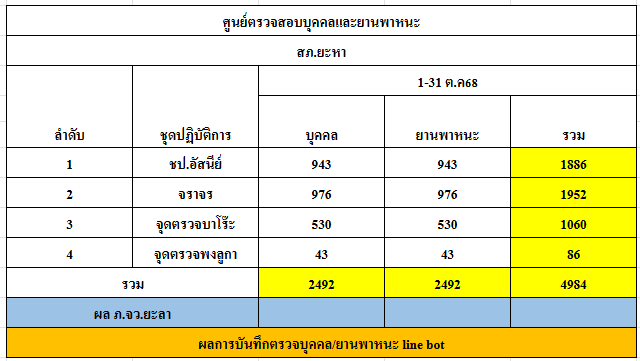 ศูนย์ตรวจสอบบุคคลและยานพาหนะ
สภ.ยะหา
1-31 ต.ค68
ลำดับ ชุดปฏิบัติการ บุคคล ยานพาหนะ รวม
1 ชป.อัสนีย์ 943 943 1886
2 จราจร 976 976 1952
3 จุดตรวจบาโร๊ะ 530 530 1060
4 จุดตรวจพงลูกา 43 43 86
รวม 2492 2492 4984
ผล ภ.จว.ยะลา
ผลการบันทึกตรวจบุคคล/ยานพาหนะ line bot